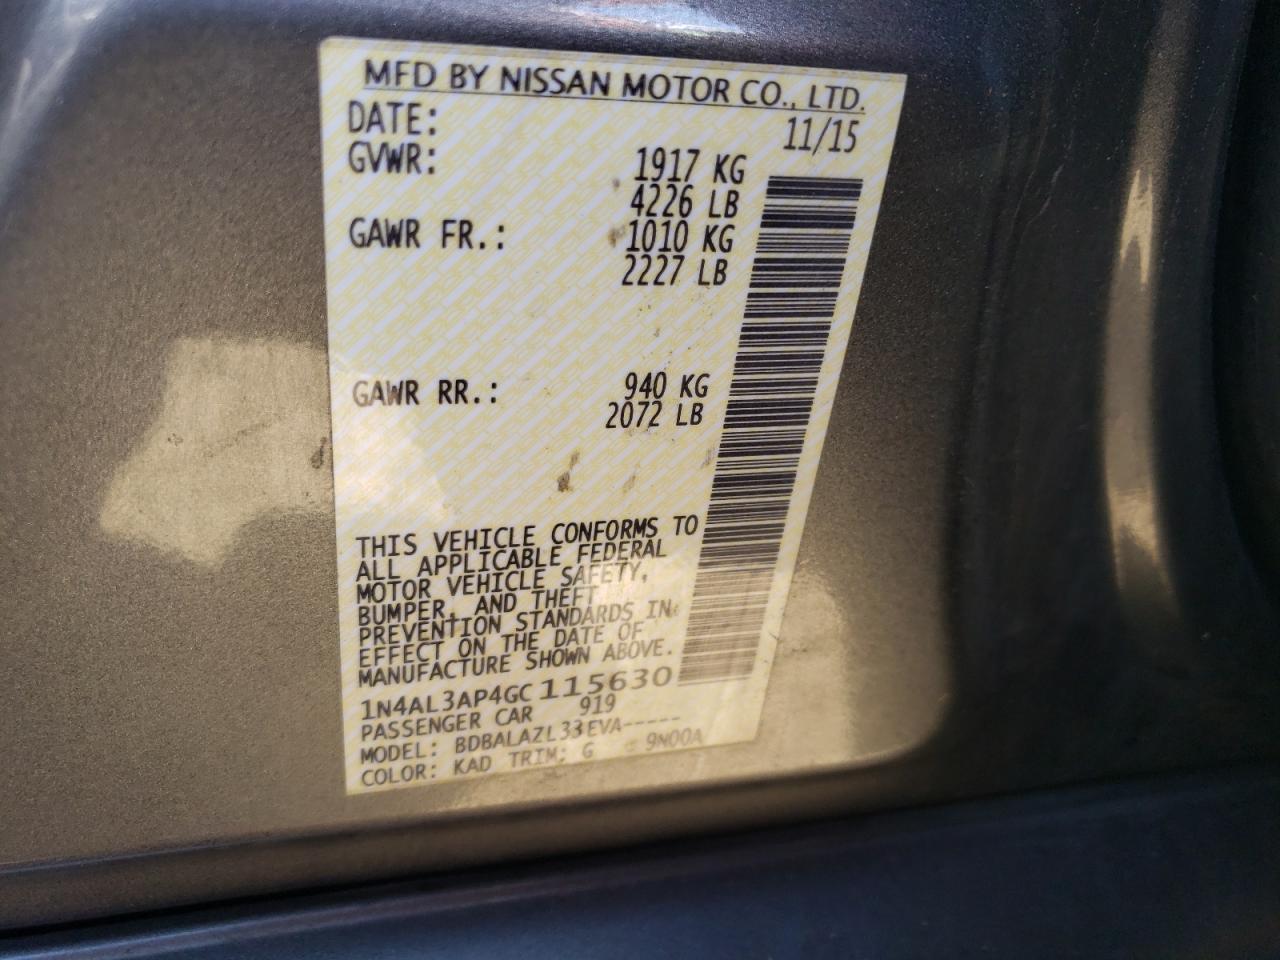 MFD BY NISSAN MOTOR CO., LTD.
DATE: 11/15
GVWR: 1917 KG
4226 LB
GAWR FR.: 1010 KG
2227 LB
GAWR RR.: 940 KG
2072 LB
THIS VEHICLE CONFORMS TO
ALL APPLICABLE FEDERAL
MOTOR VEHICLE SAFETY,
BUMPER, AND THEFT
PREVENTION STANDARDS IN
EFFECT ON THE DATE OF
MANUFACTURE SHOWN ABOVE.
1N4AL3AP4GC115630
PASSENGER CAR 919
MODEL: BDBALAZL33EVA-----
COLOR: KAD TRIM: G 9N00A